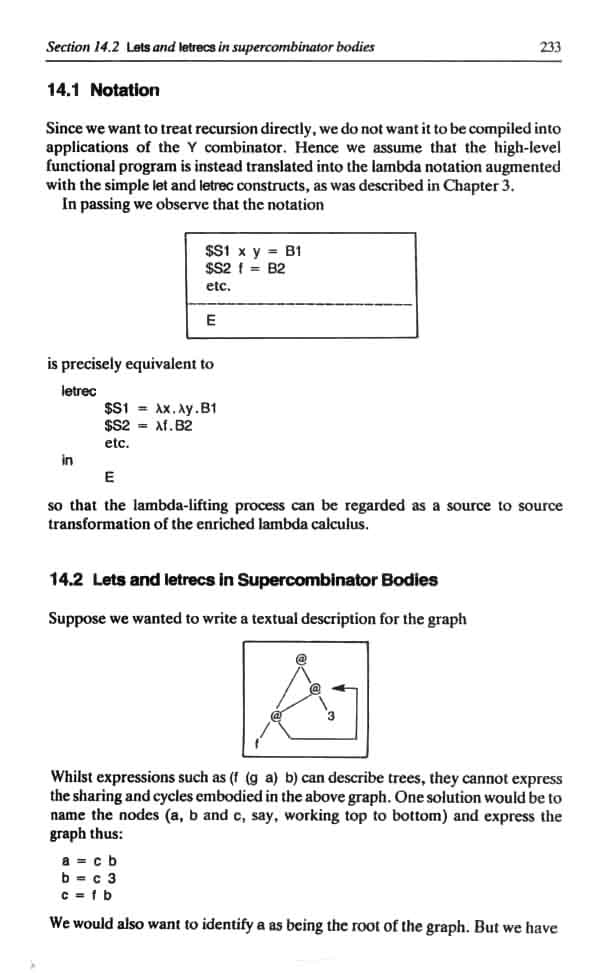 Section 14.2 Lets and letrecs in supercombinator bodies 233
14.1 Notation
Since we want to treat recursion directly, we do not want it to be compiled into
applications of the Y combinator. Hence we assume that the high-level
functional program is instead translated into the lambda notation augmented
with the simple let and letrec constructs, as was described in Chapter 3.
In passing we observe that the notation
$S1 x y = B1
$S2 f = B2
etc.
E
is precisely equivalent to
letrec
$S1 = λx.λy.B1
$S2 = λf.B2
etc.
in
E
so that the lambda-lifting process can be regarded as a source to source
transformation of the enriched lambda calculus.
14.2 Lets and letrecs in Supercombinator Bodies
Suppose we wanted to write a textual description for the graph
@
@
@ 3
f
Whilst expressions such as (f (g a) b) can describe trees, they cannot express
the sharing and cycles embodied in the above graph. One solution would be to
name the nodes (a, b and c, say, working top to bottom) and express the
graph thus:
a = c b
b = c 3
c = f b
We would also want to identify a as being the root of the graph. But we have